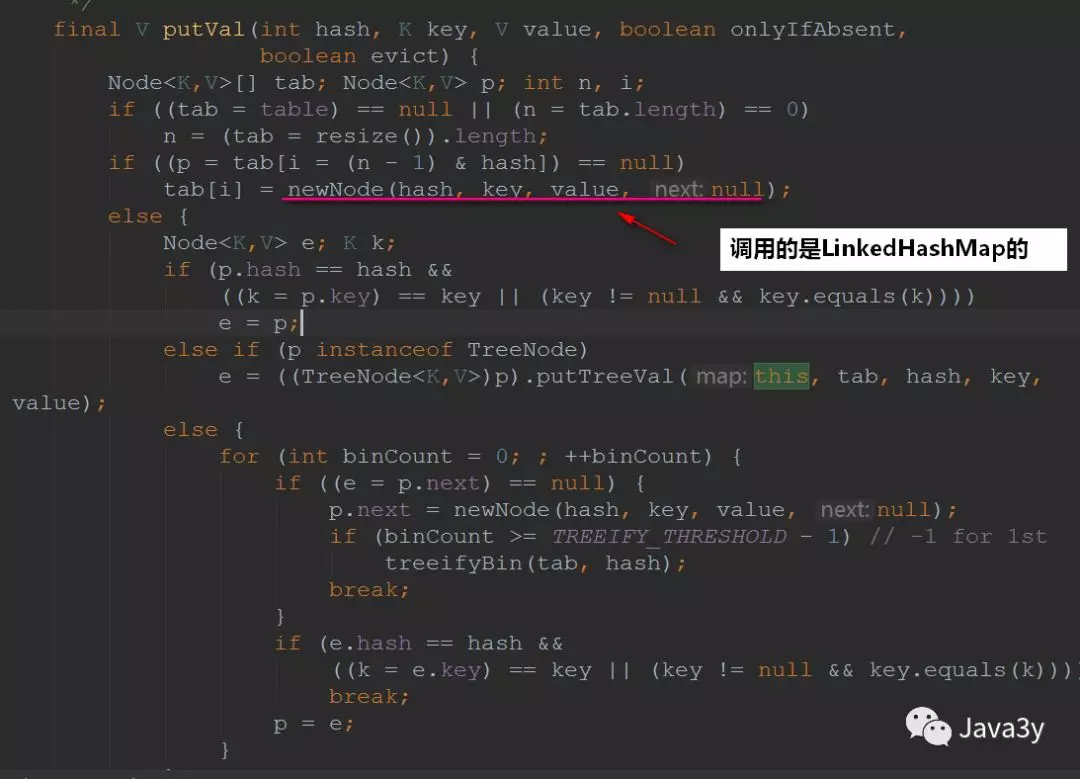 */
final V putVal(int hash, K key, V value, boolean onlyIfAbsent,
boolean evict) {
Node<K,V>[] tab; Node<K,V> p; int n, i;
if ((tab = table) == null || (n = tab.length) == 0)
n = (tab = resize()).length;
if ((p = tab[i = (n - 1) & hash]) == null)
tab[i] = newNode(hash, key, value, next: null);
else {
Node<K,V> e; K k;
调用的是LinkedHashMap的
if (p.hash == hash &&
((k = p.key) == key || (key != null && key.equals(k))))
e = p;
else if (p instanceof TreeNode)
e = ((TreeNode<K,V>)p).putTreeVal( map: this, tab, hash, key,
value);
else {
for (int binCount = 0; ; ++binCount) {
if ((e = p.next) == null) {
p.next = newNode(hash, key, value, next: null);
if (binCount >= TREEIFY_THRESHOLD - 1) // -1 for 1st
treeifyBin(tab, hash);
break;
}
if (e.hash == hash &&
((k = e.key) == key || (key != null && key.equals(k))))
break;
p = e;
Java3y
}